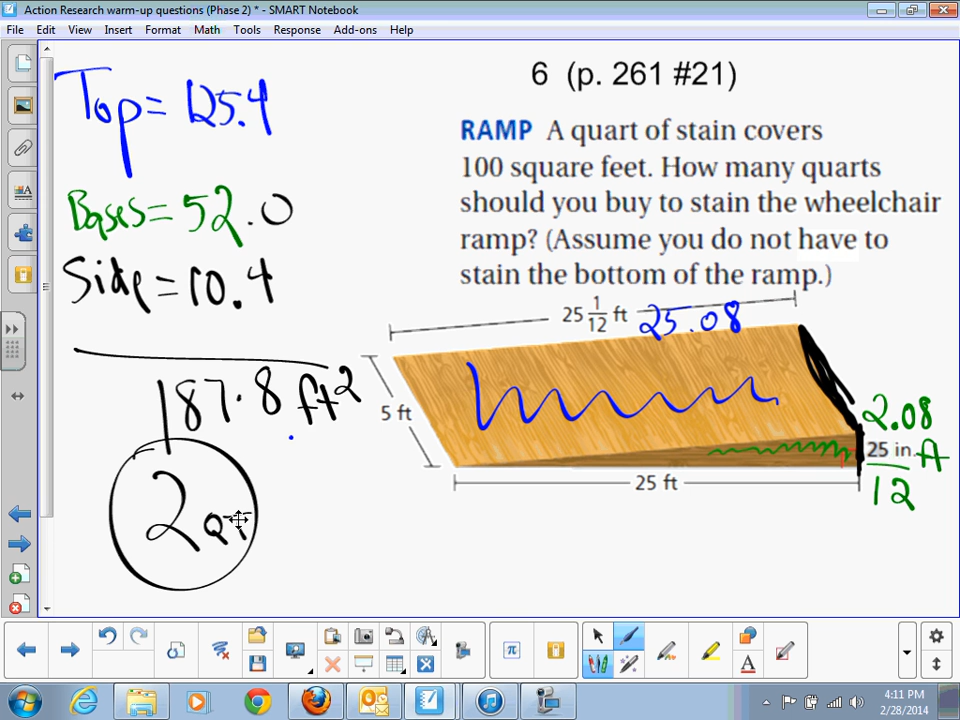 Action Research warm-up questions (Phase 2) * - SMART Notebook
File Edit View Insert Format Math Tools Response Add-ons Help
Top = 125.4
Bases = 52.0
Side = 10.4
187.8 ft2
2 QT
6 (p. 261 #21)
RAMP A quart of stain covers
100 square feet. How many quarts
should you buy to stain the wheelchair
ramp? (Assume you do not have to
stain the bottom of the ramp.)
25 1/12 ft 25.08
5 ft
2.08
25 in. ft
12
25 ft
π
A
4:11 PM
2/28/2014